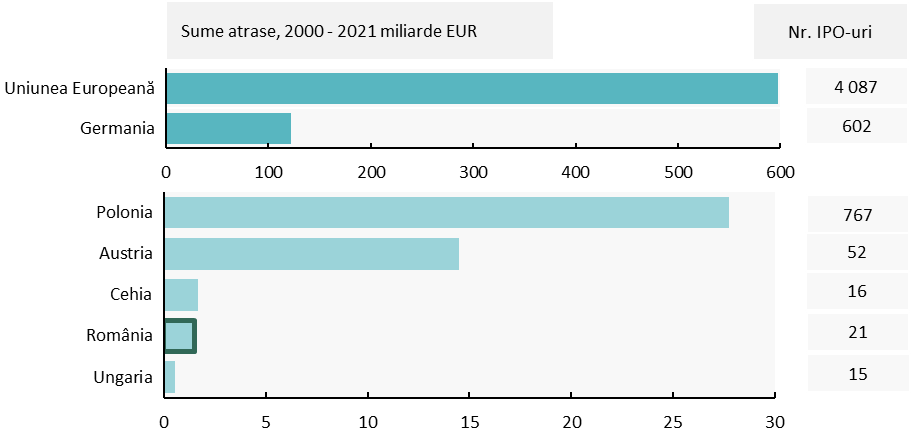 Sume atrase, 2000 - 2021 miliarde EUR
Nr. IPO-uri
Uniunea Europeană
4 087
Germania
602
0 100 200 300 400 500 600
Polonia
767
Austria
52
Cehia
16
România
21
Ungaria
15
0 5 10 15 20 25 30